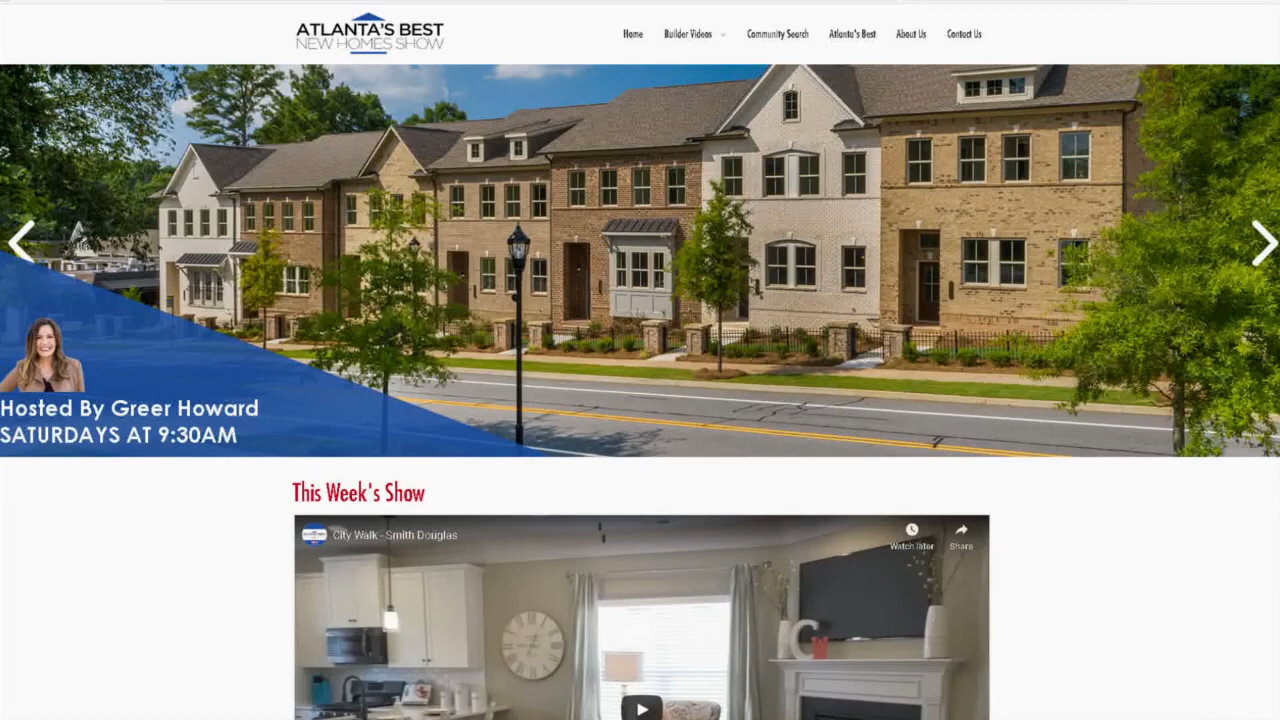 ATLANTA'S BEST
NEW HOMES SHOW
Home Builder Videos Community Search Atlanta's Best About Us Contact Us
Hosted By Greer Howard
SATURDAYS AT 9:30AM
This Week's Show
City Walk - Smith Douglas
Watch later Share
C